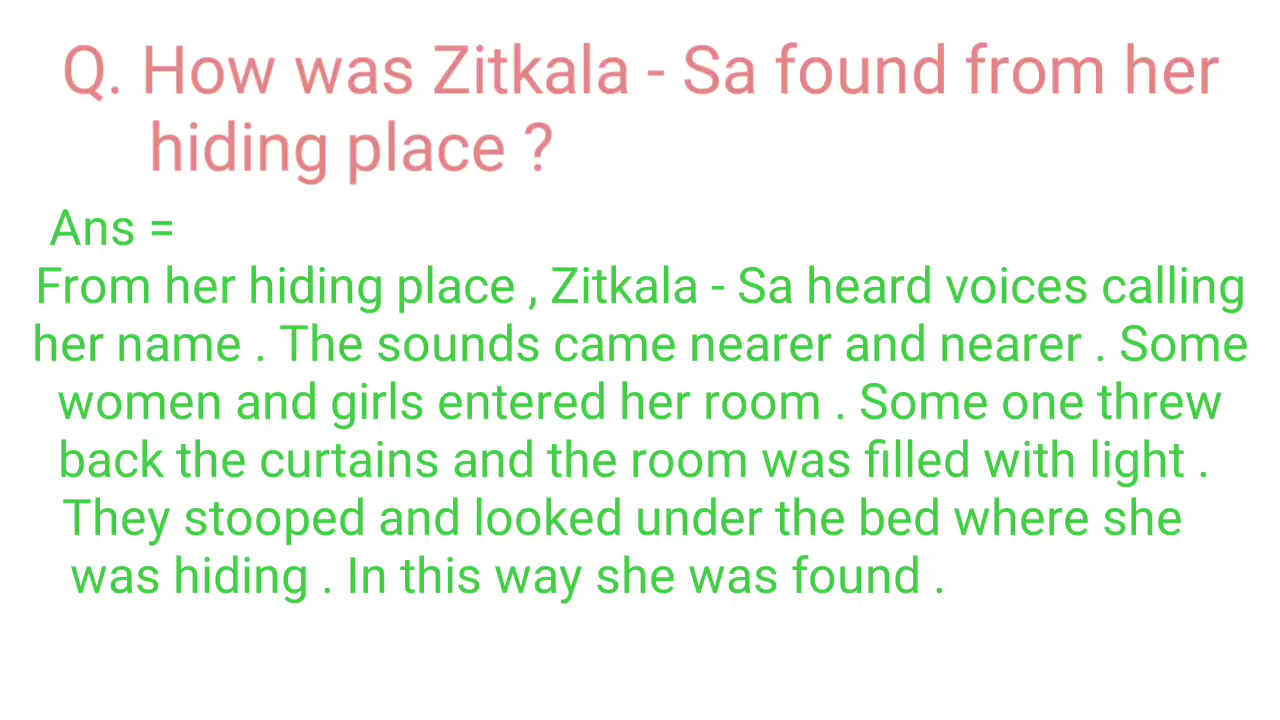 Q. How was Zitkala - Sa found from her
hiding place ?
Ans =
From her hiding place , Zitkala - Sa heard voices calling
her name . The sounds came nearer and nearer . Some
women and girls entered her room . Some one threw
back the curtains and the room was filled with light .
They stooped and looked under the bed where she
was hiding . In this way she was found .